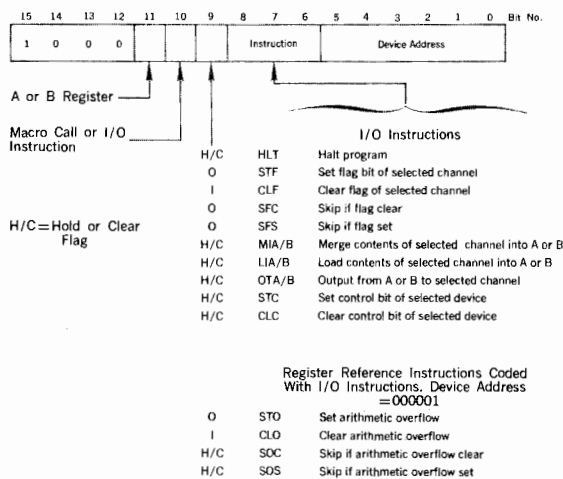 15 14 13 12 11 10 9 8 7 6 5 4 3 2 1 0 Bit No.
1 0 0 0 Instruction Device Address
A or B Register
Macro Call or I/O
Instruction
I/O Instructions
H/C HLT Halt program
0 STF Set flag bit of selected channel
1 CLF Clear flag of selected channel
0 SFC Skip if flag clear
0 SFS Skip if flag set
H/C=Hold or Clear
Flag
H/C MIA/B Merge contents of selected channel into A or B
H/C LIA/B Load contents of selected channel into A or B
H/C OTA/B Output from A or B to selected channel
H/C STC Set control bit of selected device
H/C CLC Clear control bit of selected device
Register Reference Instructions Coded
With I/O Instructions. Device Address
=000001
0 STO Set arithmetic overflow
1 CLO Clear arithmetic overflow
H/C SOC Skip if arithmetic overflow clear
H/C SOS Skip if arithmetic overflow set